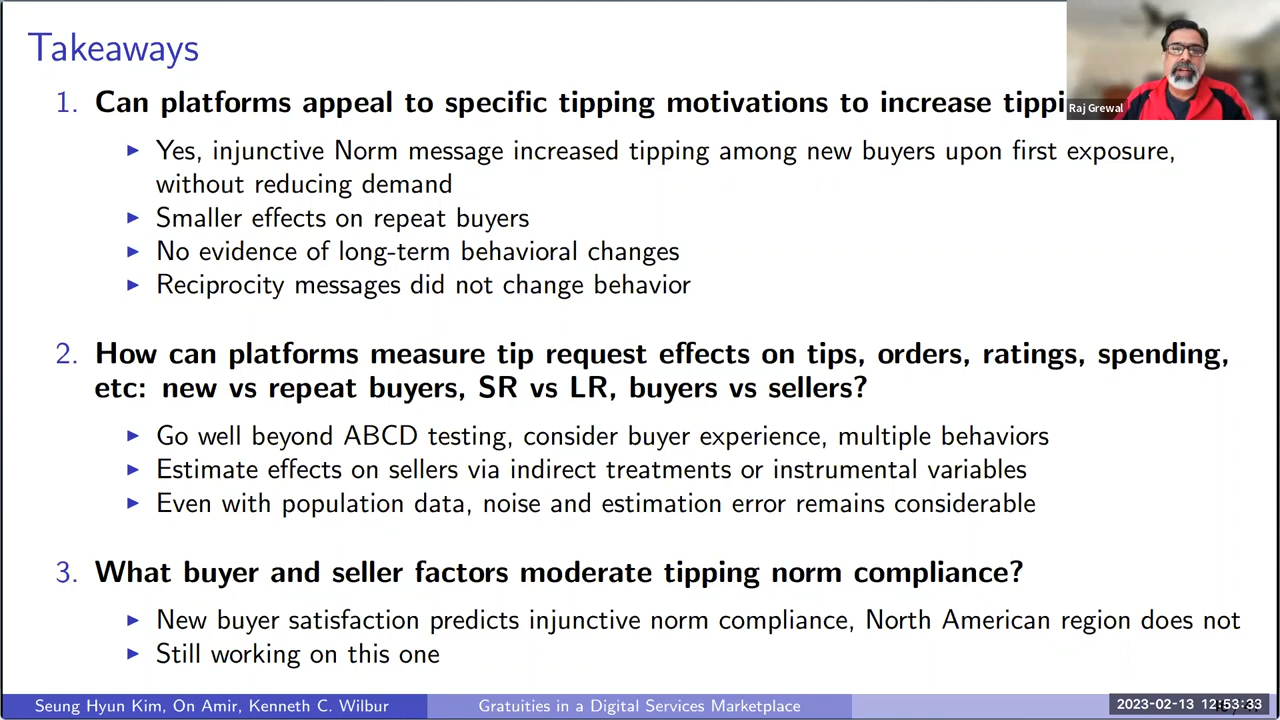 Takeaways
1. Can platforms appeal to specific tipping motivations to increase tippi
Raj Grewal
▶ Yes, injunctive Norm message increased tipping among new buyers upon first exposure,
without reducing demand
▶ Smaller effects on repeat buyers
▶ No evidence of long-term behavioral changes
▶ Reciprocity messages did not change behavior
2. How can platforms measure tip request effects on tips, orders, ratings, spending,
etc: new vs repeat buyers, SR vs LR, buyers vs sellers?
▶ Go well beyond ABCD testing, consider buyer experience, multiple behaviors
▶ Estimate effects on sellers via indirect treatments or instrumental variables
▶ Even with population data, noise and estimation error remains considerable
3. What buyer and seller factors moderate tipping norm compliance?
▶ New buyer satisfaction predicts injunctive norm compliance, North American region does not
▶ Still working on this one
Seung Hyun Kim, On Amir, Kenneth C. Wilbur
Gratuities in a Digital Services Marketplace
2023-02-13 12:53:33